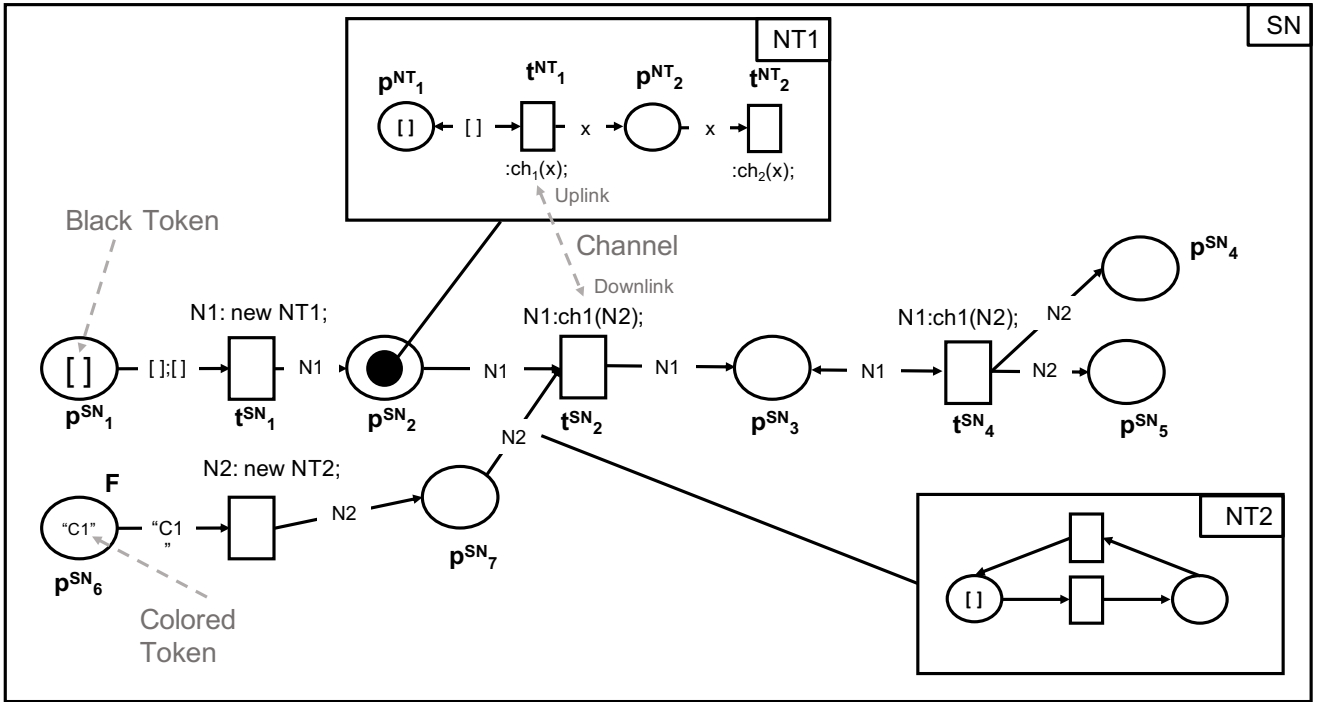 SN
NT1
p^NT_1
t^NT_1
p^NT_2
t^NT_2
[ ]
[ ]
x
x
:ch₁(x);
:ch₂(x);
Uplink
Channel
Downlink
Black Token
N1: new NT1;
N1:ch1(N2);
N1:ch1(N2);
p^SN_4
N2
[ ]
[ ];[ ]
N1
N1
N1
N1
N2
p^SN_1
t^SN_1
p^SN_2
t^SN_2
p^SN_3
t^SN_4
p^SN_5
N2
F
N2: new NT2;
“C1”
“C1
”
N2
p^SN_6
p^SN_7
Colored
Token
NT2
[ ]